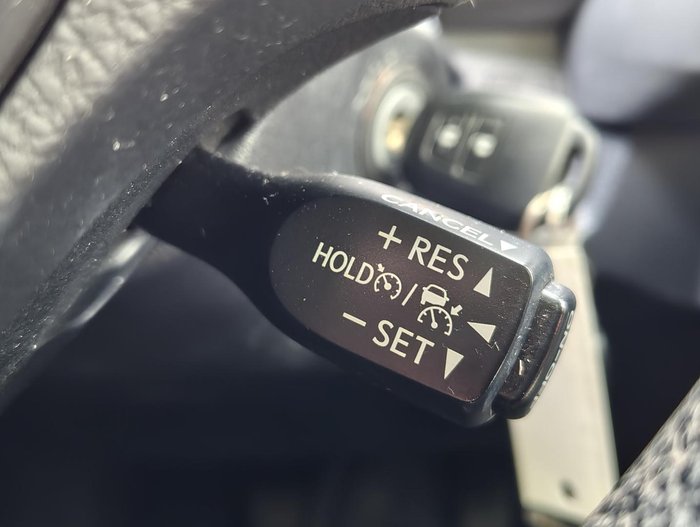 CANCEL▼
+ RES ▲
HOLD / ◀
− SET ▼